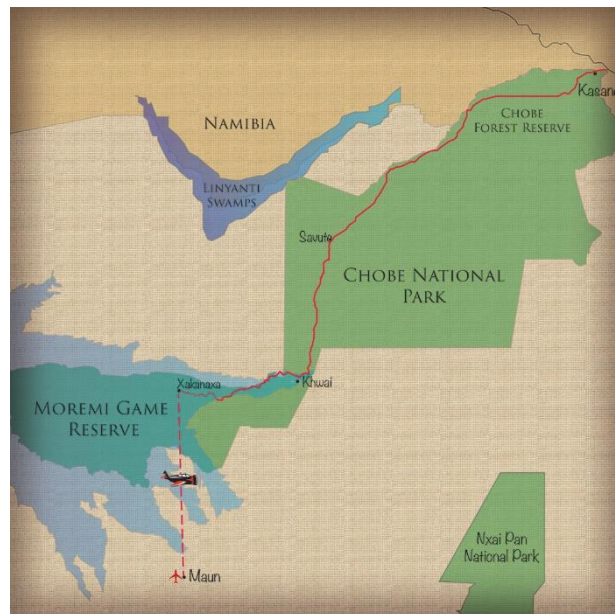 Kasane
Chobe
Forest Reserve
Namibia
Linyanti
Swamps
Savute
Chobe National
Park
Xakanaxa
Khwai
Moremi Game
Reserve
Nxai Pan
National Park
Maun